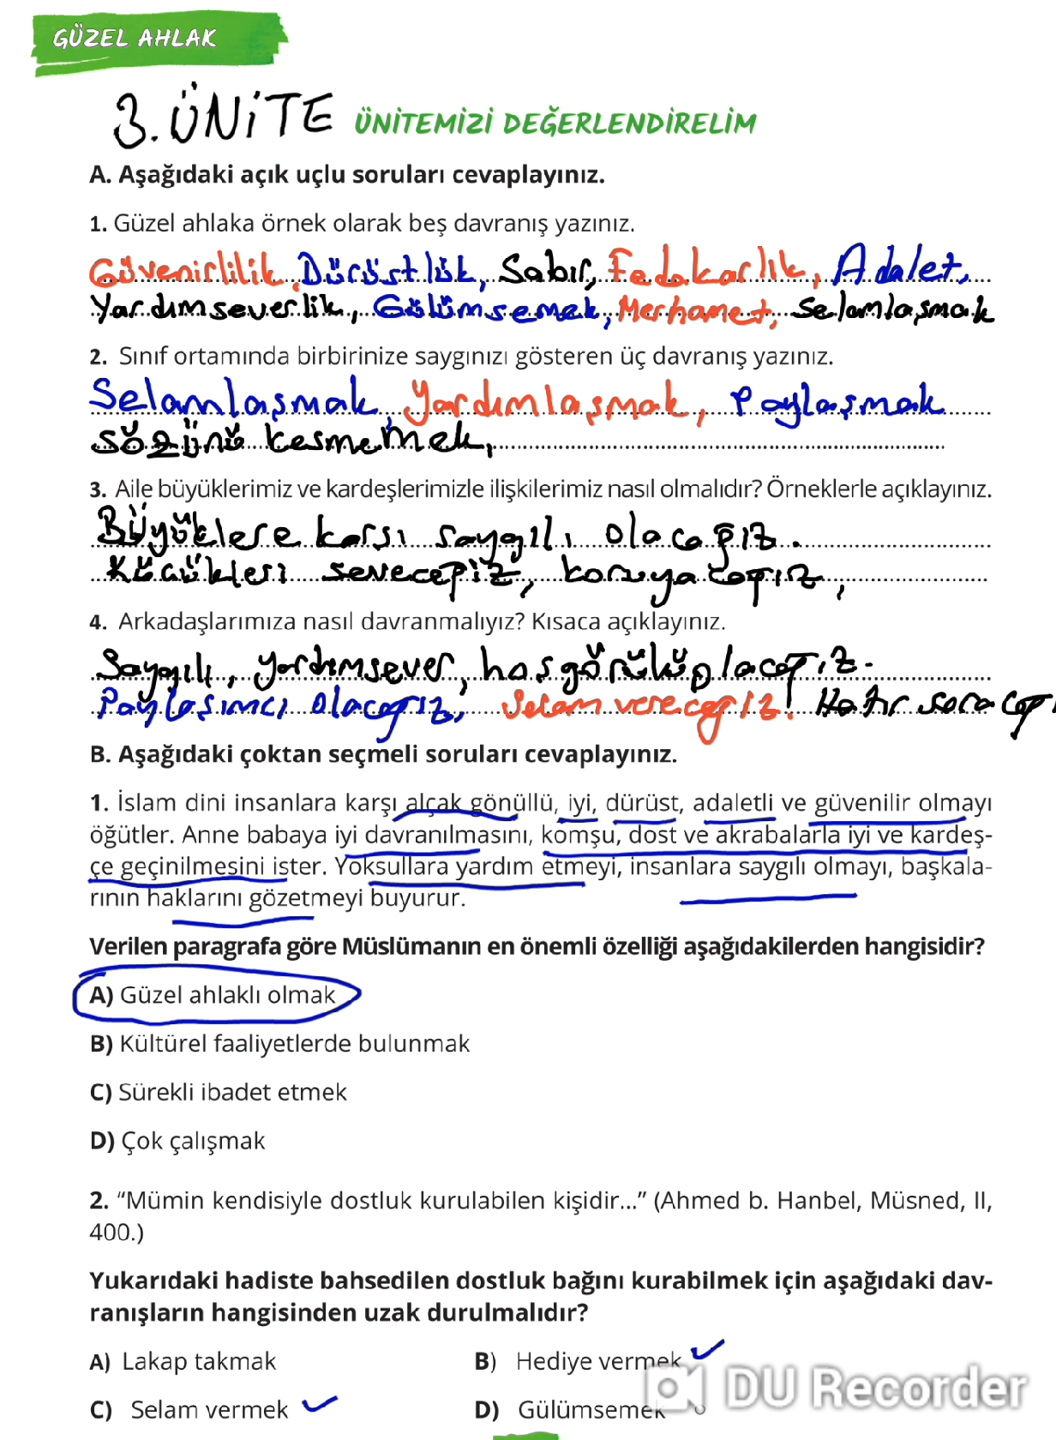 GÜZEL AHLAK
3. ÜNİTE ÜNİTEMİZİ DEĞERLENDİRELİM
A. Aşağıdaki açık uçlu soruları cevaplayınız.
1. Güzel ahlaka örnek olarak beş davranış yazınız.
Güvenirlilik, Dürüstlük, Sabır, Fedakarlık, Adalet,
Yardımseverlik, Gülümsemek, Merhamet, Selamlaşmak
2. Sınıf ortamında birbirinize saygınızı gösteren üç davranış yazınız.
Selamlaşmak, Yardımlaşmak, Paylaşmak
sözünü kesmemek,
3. Aile büyüklerimiz ve kardeşlerimizle ilişkilerimiz nasıl olmalıdır? Örneklerle açıklayınız.
Büyüklere karşı saygılı olacağız.
Küçükleri seveceğiz, koruyacağız,
4. Arkadaşlarımıza nasıl davranmalıyız? Kısaca açıklayınız.
Saygılı, yardımsever, hoşgörülü olacağız.
Paylaşımcı olacağız, Selam vereceğiz! Hatır
B. Aşağıdaki çoktan seçmeli soruları cevaplayınız.
1. İslam dini insanlara karşı alçak gönüllü, iyi, dürüst, adaletli ve güvenilir olmayı
öğütler. Anne babaya iyi davranılmasını, komşu, dost ve akrabalarla iyi ve kardeş-
çe geçinilmesini ister. Yoksullara yardım etmeyi, insanlara saygılı olmayı, başkala-
rının haklarını gözetmeyi buyurur.
Verilen paragrafa göre Müslümanın en önemli özelliği aşağıdakilerden hangisidir?
A) Güzel ahlaklı olmak
B) Kültürel faaliyetlerde bulunmak
C) Sürekli ibadet etmek
D) Çok çalışmak
2. “Mümin kendisiyle dostluk kurulabilen kişidir...” (Ahmed b. Hanbel, Müsned, II,
400.)
Yukarıdaki hadiste bahsedilen dostluk bağını kurabilmek için aşağıdaki dav-
ranışların hangisinden uzak durulmalıdır?
A) Lakap takmak B) Hediye vermek
C) Selam vermek D) Gülümsemek
DU Recorder